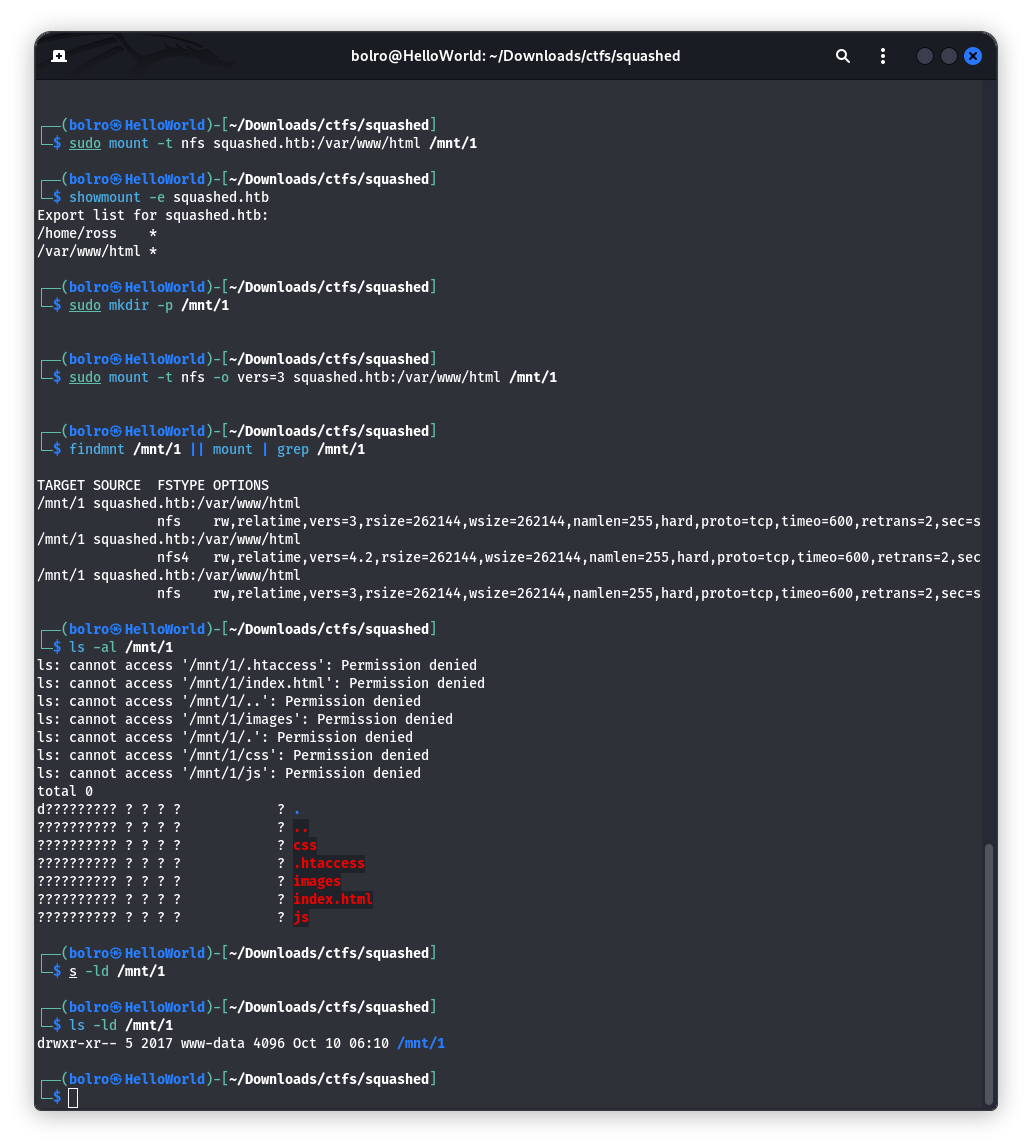 bolro@HelloWorld: ~/Downloads/ctfs/squashed
┌──(bolro㉿HelloWorld)-[~/Downloads/ctfs/squashed]
└─$ sudo mount -t nfs squashed.htb:/var/www/html /mnt/1
┌──(bolro㉿HelloWorld)-[~/Downloads/ctfs/squashed]
└─$ showmount -e squashed.htb
Export list for squashed.htb:
/home/ross    *
/var/www/html *
┌──(bolro㉿HelloWorld)-[~/Downloads/ctfs/squashed]
└─$ sudo mkdir -p /mnt/1
┌──(bolro㉿HelloWorld)-[~/Downloads/ctfs/squashed]
└─$ sudo mount -t nfs -o vers=3 squashed.htb:/var/www/html /mnt/1
┌──(bolro㉿HelloWorld)-[~/Downloads/ctfs/squashed]
└─$ findmnt /mnt/1 || mount | grep /mnt/1
TARGET SOURCE  FSTYPE OPTIONS
/mnt/1 squashed.htb:/var/www/html
               nfs    rw,relatime,vers=3,rsize=262144,wsize=262144,namlen=255,hard,proto=tcp,timeo=600,retrans=2,sec=s
/mnt/1 squashed.htb:/var/www/html
               nfs4   rw,relatime,vers=4.2,rsize=262144,wsize=262144,namlen=255,hard,proto=tcp,timeo=600,retrans=2,sec
/mnt/1 squashed.htb:/var/www/html
               nfs    rw,relatime,vers=3,rsize=262144,wsize=262144,namlen=255,hard,proto=tcp,timeo=600,retrans=2,sec=s
┌──(bolro㉿HelloWorld)-[~/Downloads/ctfs/squashed]
└─$ ls -al /mnt/1
ls: cannot access '/mnt/1/.htaccess': Permission denied
ls: cannot access '/mnt/1/index.html': Permission denied
ls: cannot access '/mnt/1/..': Permission denied
ls: cannot access '/mnt/1/images': Permission denied
ls: cannot access '/mnt/1/.': Permission denied
ls: cannot access '/mnt/1/css': Permission denied
ls: cannot access '/mnt/1/js': Permission denied
total 0
d????????? ? ? ? ?            ? .
?????????? ? ? ? ?            ? ..
?????????? ? ? ? ?            ? css
?????????? ? ? ? ?            ? .htaccess
?????????? ? ? ? ?            ? images
?????????? ? ? ? ?            ? index.html
?????????? ? ? ? ?            ? js
┌──(bolro㉿HelloWorld)-[~/Downloads/ctfs/squashed]
└─$ s -ld /mnt/1
┌──(bolro㉿HelloWorld)-[~/Downloads/ctfs/squashed]
└─$ ls -ld /mnt/1
drwxr-xr-- 5 2017 www-data 4096 Oct 10 06:10 /mnt/1
┌──(bolro㉿HelloWorld)-[~/Downloads/ctfs/squashed]
└─$